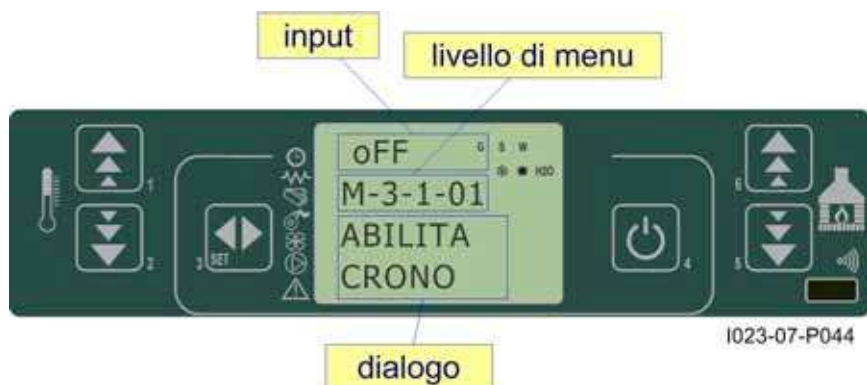 input
livello di menu
oFF
G S W
H2O
M-3-1-01
ABILITA
CRONO
1
2
3
SET
4
6
5
I023-07-P044
dialogo